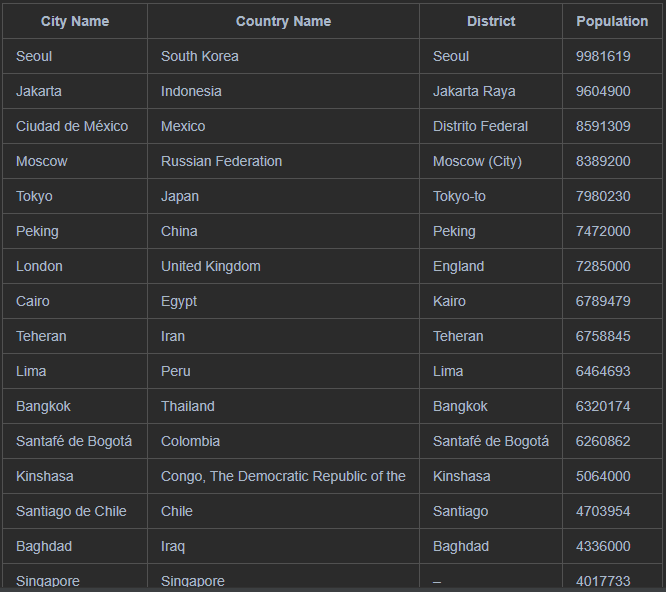 City Name Country Name District Population
Seoul South Korea Seoul 9981619
Jakarta Indonesia Jakarta Raya 9604900
Ciudad de México Mexico Distrito Federal 8591309
Moscow Russian Federation Moscow (City) 8389200
Tokyo Japan Tokyo-to 7980230
Peking China Peking 7472000
London United Kingdom England 7285000
Cairo Egypt Kairo 6789479
Teheran Iran Teheran 6758845
Lima Peru Lima 6464693
Bangkok Thailand Bangkok 6320174
Santafé de Bogotá Colombia Santafé de Bogotá 6260862
Kinshasa Congo, The Democratic Republic of the Kinshasa 5064000
Santiago de Chile Chile Santiago 4703954
Baghdad Iraq Baghdad 4336000
Singapore Singapore – 4017733